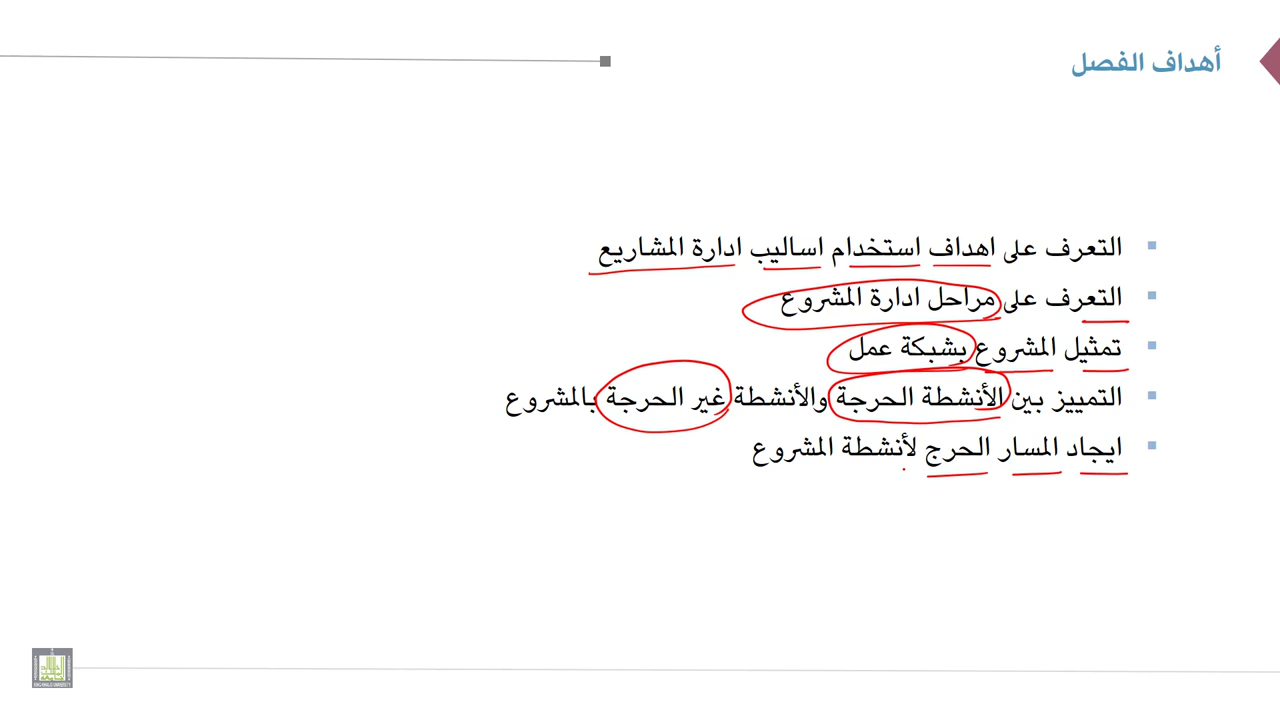 أهداف الفصل
التعرف على اهداف استخدام اساليب ادارة المشاريع
التعرف على مراحل ادارة المشروع
تمثيل المشروع بشبكة عمل
التمييز بين الأنشطة الحرجة والأنشطة غير الحرجة بالمشروع
ايجاد المسار الحرج لأنشطة المشروع